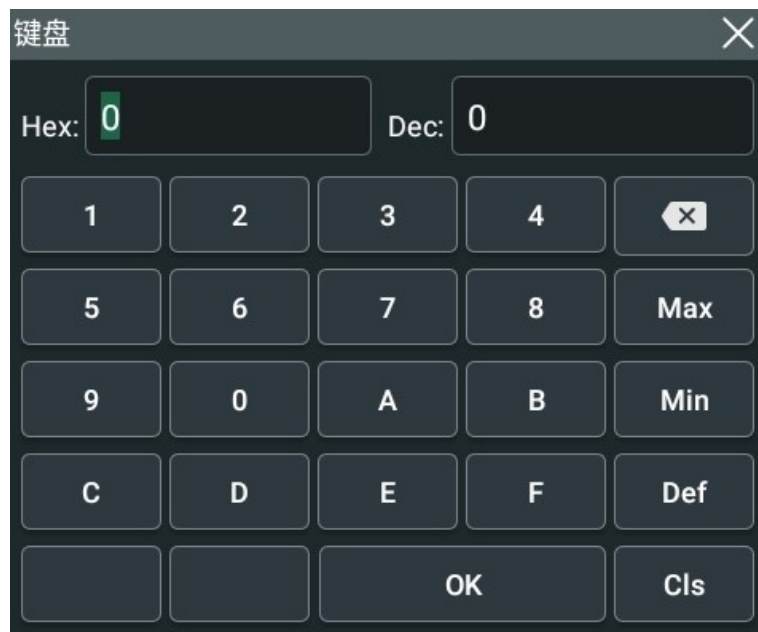 键盘
Hex: 0 Dec: 0
1 2 3 4
5 6 7 8 Max
9 0 A B Min
C D E F Def
OK Cls